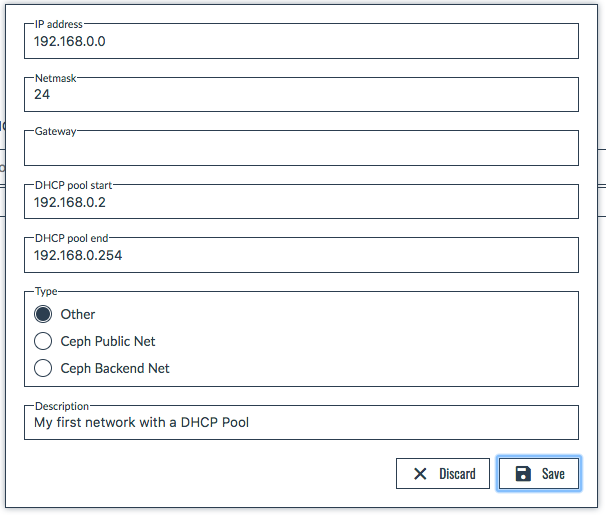 IP address
192.168.0.0
Netmask
24
Gateway
DHCP pool start
192.168.0.2
DHCP pool end
192.168.0.254
Type
Other
Ceph Public Net
Ceph Backend Net
Description
My first network with a DHCP Pool
Discard
Save